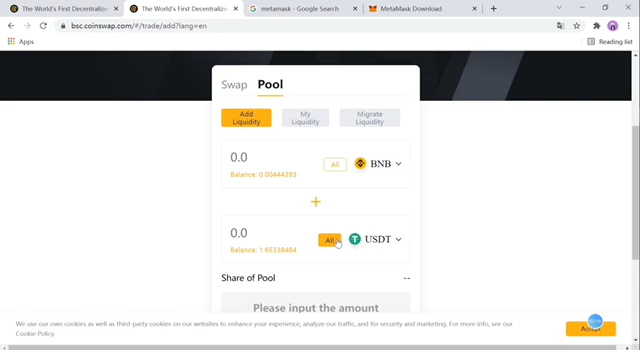 The World's First Decentralize
The World's First Decentralize
metamask - Google Search
MetaMask Download
bsc.coinswap.com/#/trade/add?lang=en
Apps
Reading list
Swap
Pool
Add
Liquidity
My
Liquidity
Migrate
Liquidity
0.0
All
BNB
Balance: 0.00444393
+
0.0
All
USDT
Balance: 1.65338484
Share of Pool
--
Please input the amount
We use our own cookies as well as third-party cookies on our websites to enhance your experience, analyze our traffic, and for security and marketing. For more info, see our
Cookie Policy.